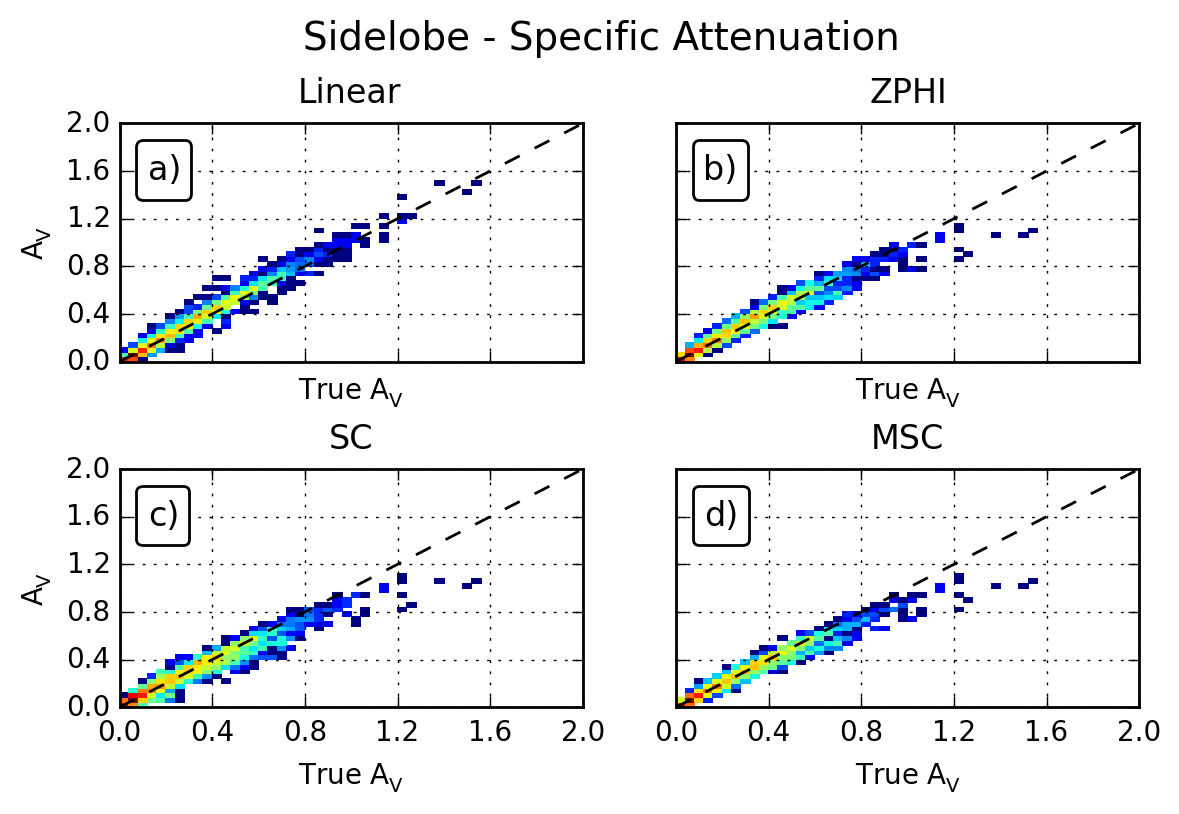 Sidelobe - Specific Attenuation
Linear
ZPHI
2.0
1.6
1.2
0.8
0.4
0.0
A_V
a)
b)
True A_V
True A_V
SC
MSC
2.0
1.6
1.2
0.8
0.4
0.0
A_V
c)
d)
0.0 0.4 0.8 1.2 1.6 2.0
0.0 0.4 0.8 1.2 1.6 2.0
True A_V
True A_V